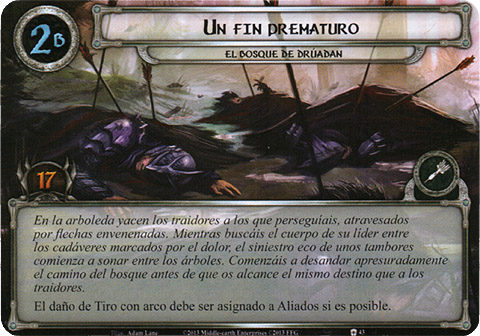 2B
UN FIN PREMATURO
EL BOSQUE DE DRÚADAN
17
En la arboleda yacen los traidores a los que perseguíais, atravesados
por flechas envenenadas. Mientras buscáis el cuerpo de su líder entre
los cadáveres marcados por el dolor, el siniestro eco de unos tambores
comienza a sonar entre los árboles. Comenzáis a desandar apresuradamente
el camino del bosque antes de que os alcance el mismo destino que a los
traidores.
El daño de Tiro con arco debe ser asignado a Aliados si es posible.
Illus. Adam Lane ©2013 Middle-earth Enterprises ©2013 FFG 43